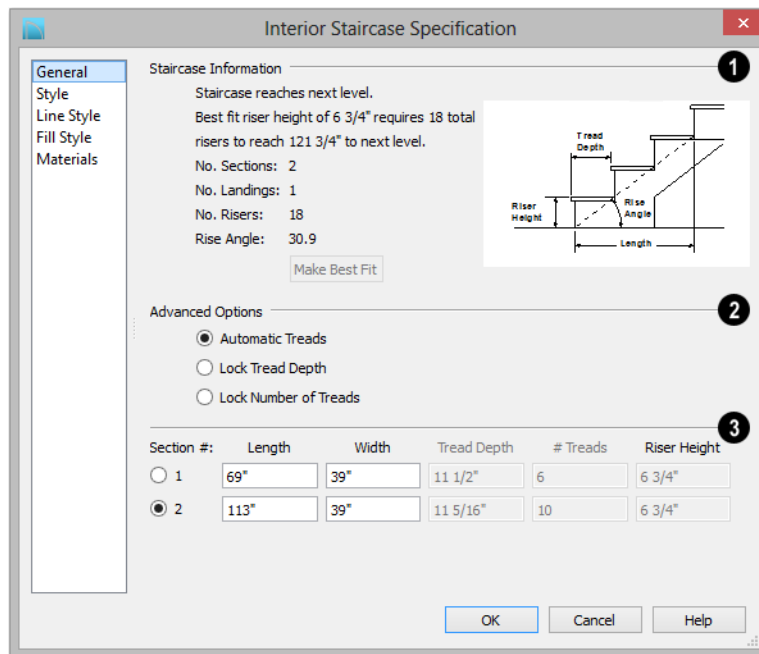 Interior Staircase Specification
General
Style
Line Style
Fill Style
Materials
Staircase Information
1
Staircase reaches next level.
Best fit riser height of 6 3/4" requires 18 total
risers to reach 121 3/4" to next level.
No. Sections: 2
No. Landings: 1
No. Risers: 18
Rise Angle: 30.9
Make Best Fit
Tread
Depth
Riser
Height
Rise
Angle
Length
Advanced Options
2
Automatic Treads
Lock Tread Depth
Lock Number of Treads
3
Section #: Length Width Tread Depth # Treads Riser Height
1 69" 39" 11 1/2" 6 6 3/4"
2 113" 39" 11 5/16" 10 6 3/4"
OK Cancel Help